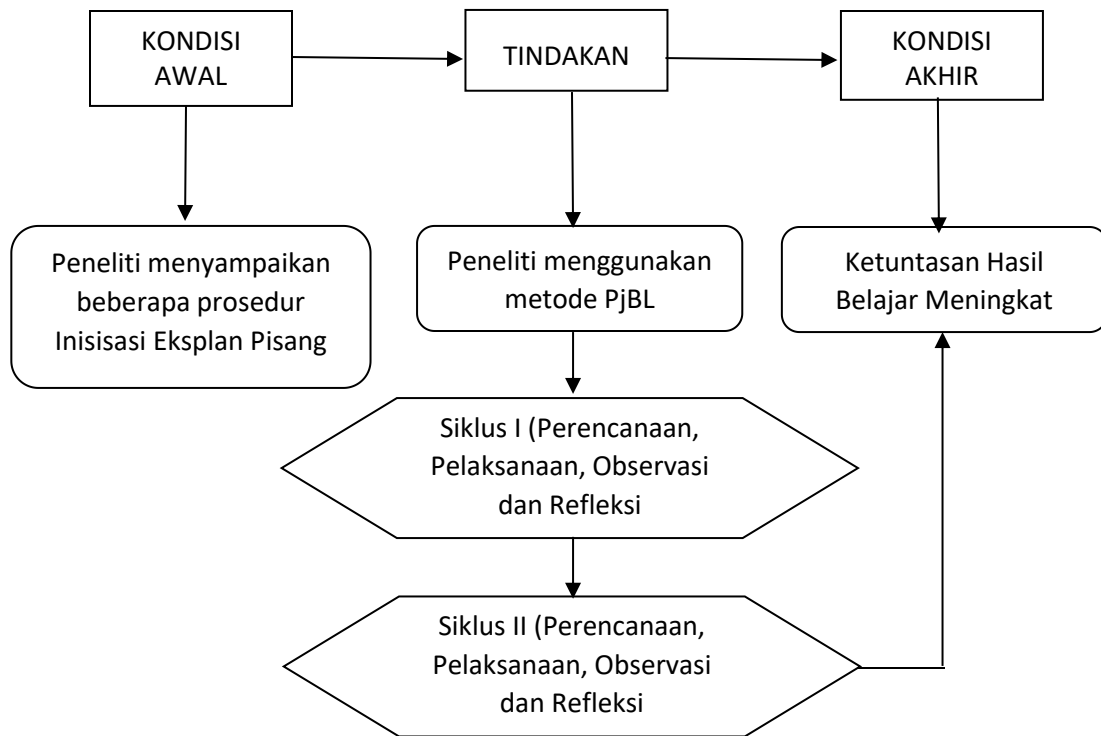 KONDISI
AWAL
TINDAKAN
KONDISI
AKHIR
Peneliti menyampaikan
beberapa prosedur
Inisisasi Eksplan Pisang
Peneliti menggunakan
metode PjBL
Ketuntasan Hasil
Belajar Meningkat
Siklus I (Perencanaan,
Pelaksanaan, Observasi
dan Refleksi
Siklus II (Perencanaan,
Pelaksanaan, Observasi
dan Refleksi